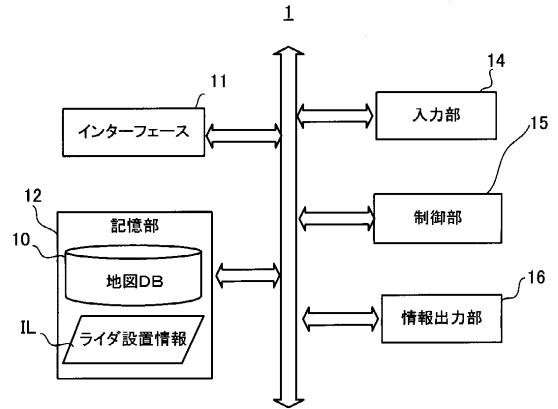 1
11
インターフェース
14
入力部
15
制御部
12
記憶部
10
地図DB
IL
ライダ設置情報
16
情報出力部